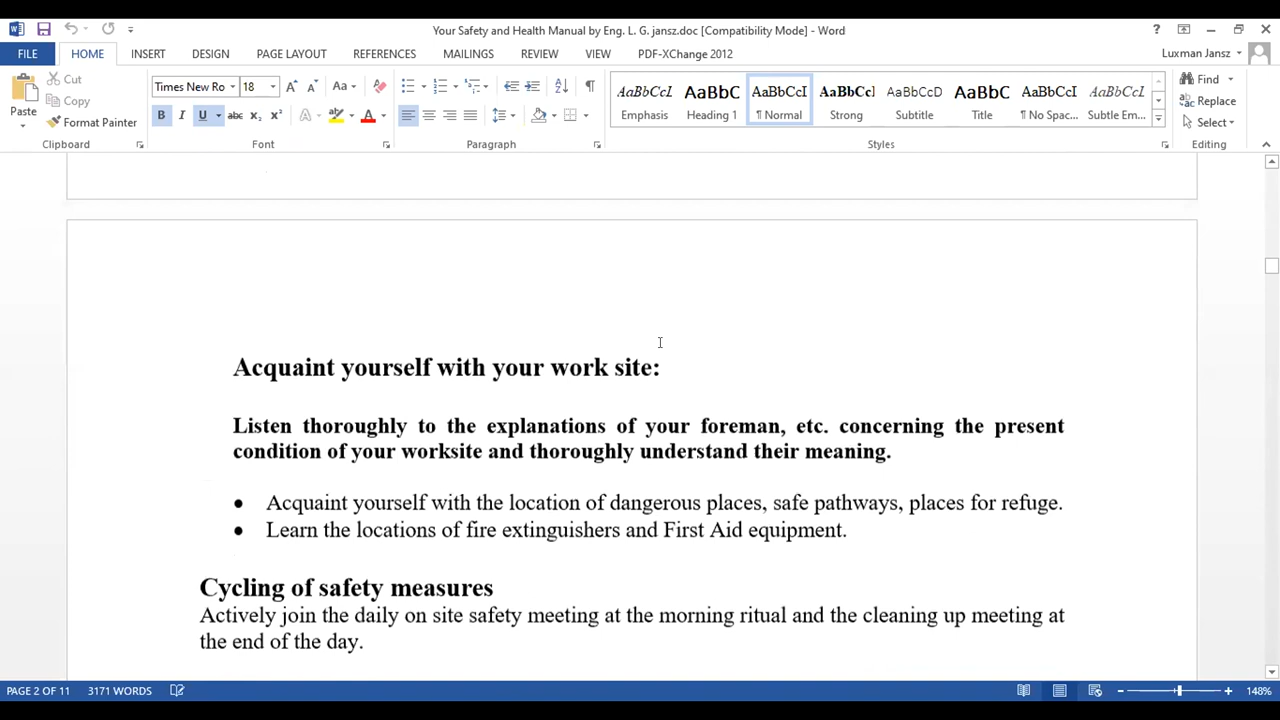 Your Safety and Health Manual by Eng. L. G. jansz.doc [Compatibility Mode] - Word
?
FILE HOME INSERT DESIGN PAGE LAYOUT REFERENCES MAILINGS REVIEW VIEW PDF-XChange 2012 Luxman Jansz
Paste Cut Copy Format Painter
Clipboard
Times New Ro 18 A A Aa
B I U abc x₂ x² A A
Font
Paragraph
AaBbCcI AaBbC AaBbCcI AaBbCcI AaBbCcD AaBbC AaBbCcI AaBbCcI
Emphasis Heading 1 ¶ Normal Strong Subtitle Title ¶ No Spac... Subtle Em...
Styles
Find
Replace
Select
Editing
Acquaint yourself with your work site:
Listen thoroughly to the explanations of your foreman, etc. concerning the present
condition of your worksite and thoroughly understand their meaning.
• Acquaint yourself with the location of dangerous places, safe pathways, places for refuge.
• Learn the locations of fire extinguishers and First Aid equipment.
Cycling of safety measures
Actively join the daily on site safety meeting at the morning ritual and the cleaning up meeting at
the end of the day.
PAGE 2 OF 11 3171 WORDS 148%